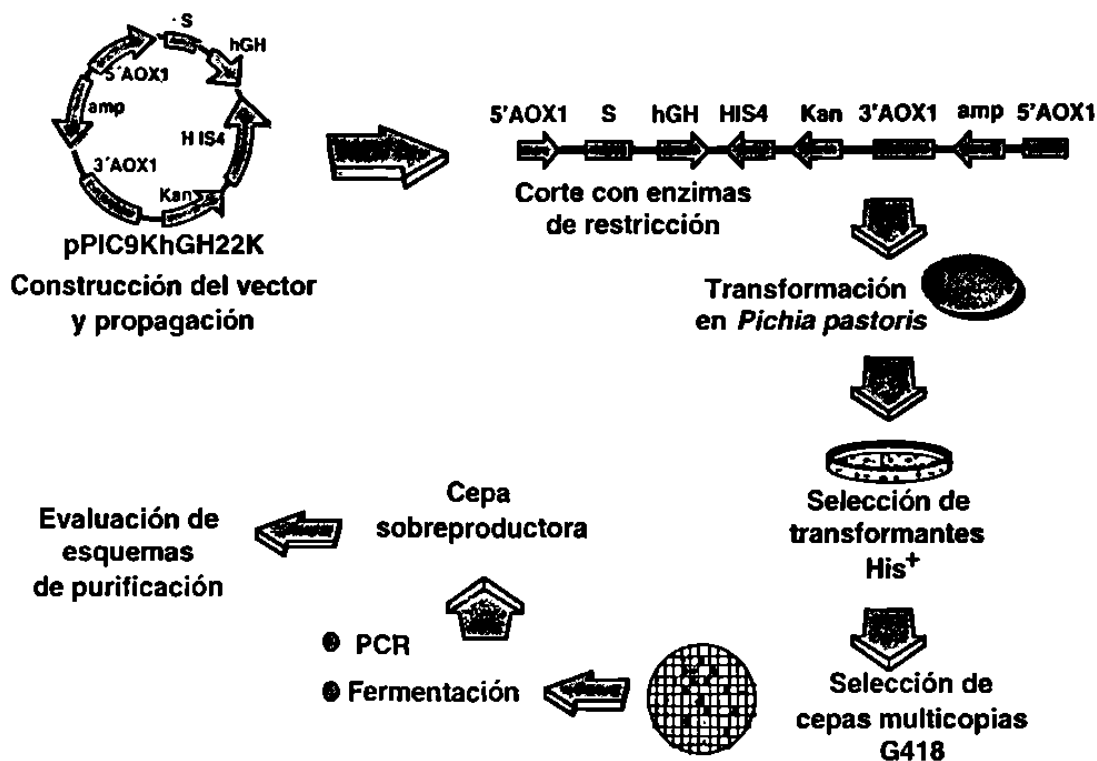 S
hGH
5´AOX1
amp
HIS4
3´AOX1
Kan
pPIC9KhGH22K
Construcción del vector
y propagación
5'AOX1 S hGH HIS4 Kan 3'AOX1 amp 5'AOX1
Corte con enzimas
de restricción
Transformación
en Pichia pastoris
Selección de
transformantes
His+
Selección de
cepas multicopias
G418
PCR
Fermentación
Cepa
sobreproductora
Evaluación de
esquemas
de purificación